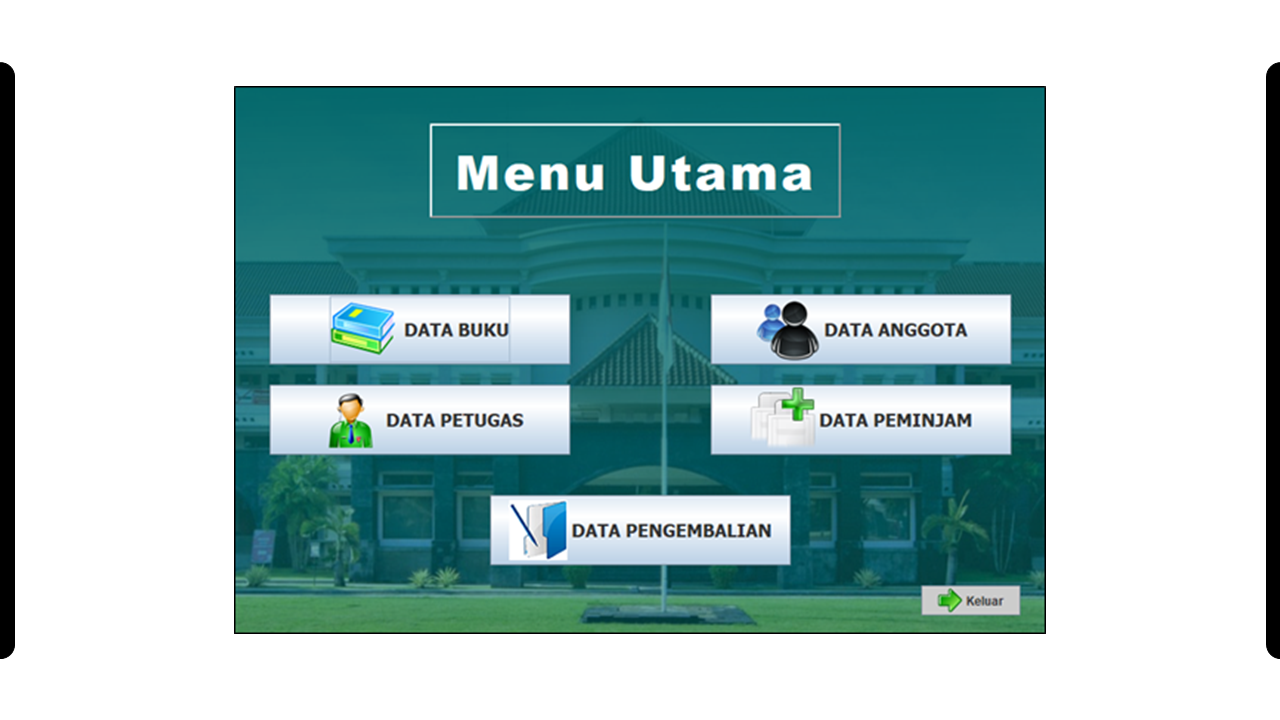 Menu Utama
DATA BUKU
DATA ANGGOTA
DATA PETUGAS
DATA PEMINJAM
DATA PENGEMBALIAN
Keluar